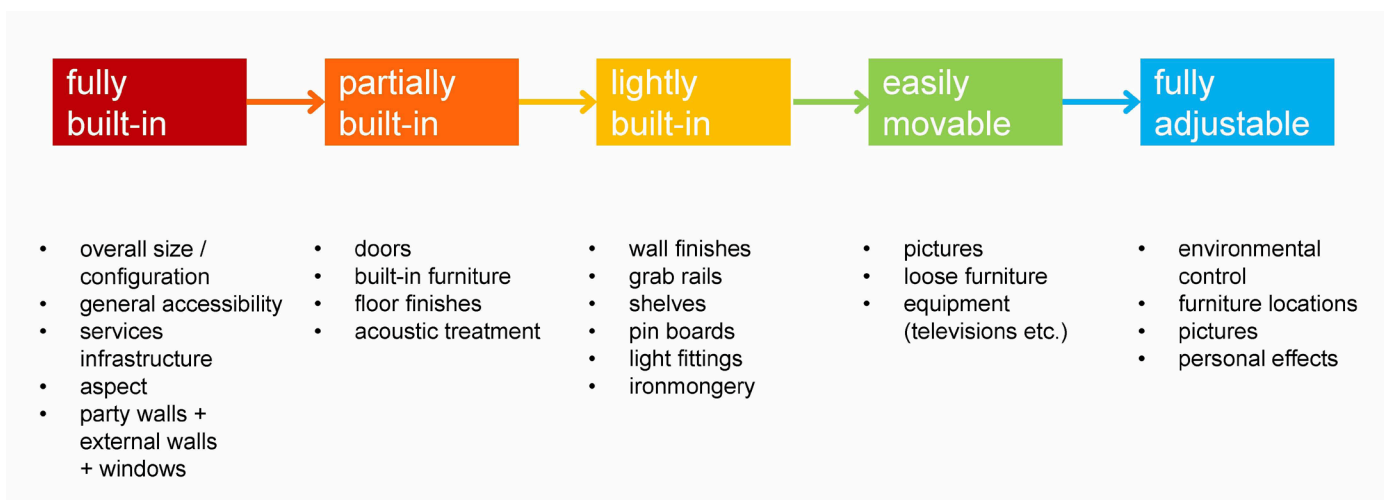 fully
built-in
partially
built-in
lightly
built-in
easily
movable
fully
adjustable
• overall size /
configuration
• general accessibility
• services
infrastructure
• aspect
• party walls +
external walls
+ windows
• doors
• built-in furniture
• floor finishes
• acoustic treatment
• wall finishes
• grab rails
• shelves
• pin boards
• light fittings
• ironmongery
• pictures
• loose furniture
• equipment
(televisions etc.)
• environmental
control
• furniture locations
• pictures
• personal effects